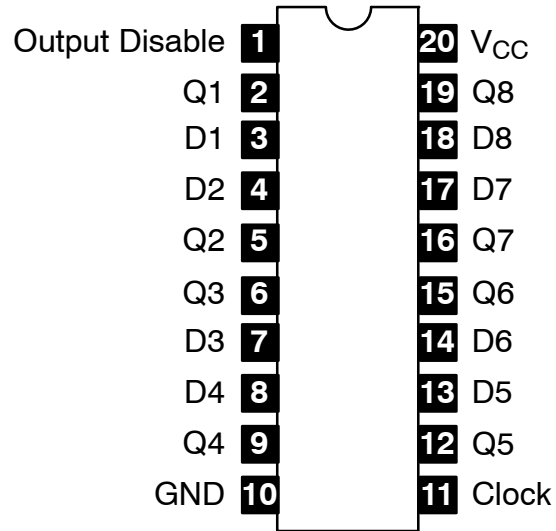 Output Disable 1 20 VCC
Q1 2 19 Q8
D1 3 18 D8
D2 4 17 D7
Q2 5 16 Q7
Q3 6 15 Q6
D3 7 14 D6
D4 8 13 D5
Q4 9 12 Q5
GND 10 11 Clock